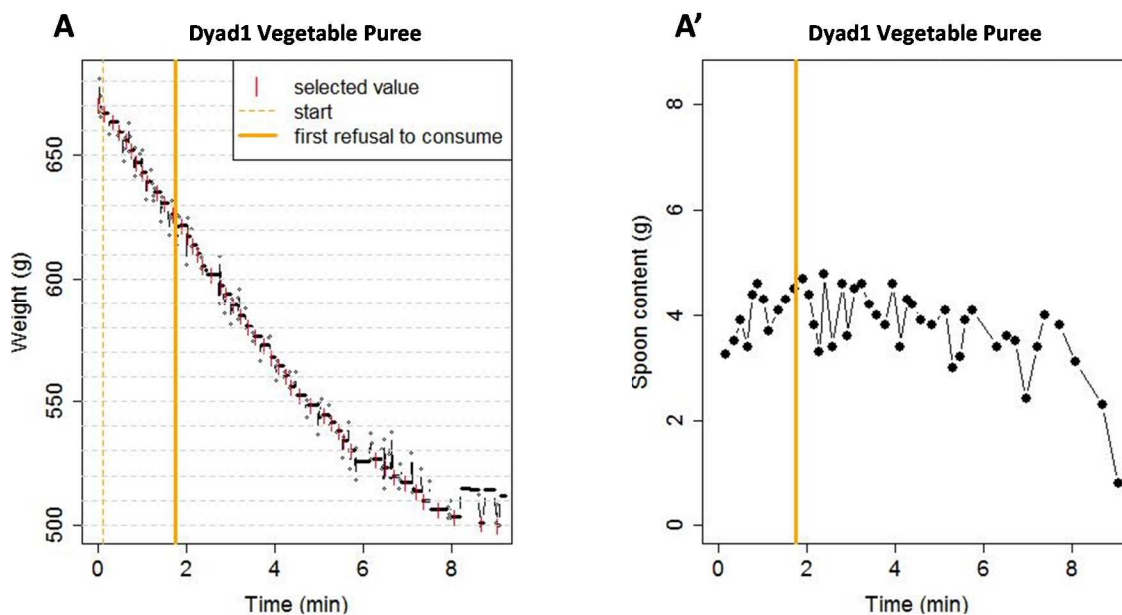 A
Dyad1 Vegetable Puree
selected value
start
first refusal to consume
650
600
550
500
Weight (g)
0 2 4 6 8
Time (min)
A’
Dyad1 Vegetable Puree
8
6
4
2
0
Spoon content (g)
0 2 4 6 8
Time (min)